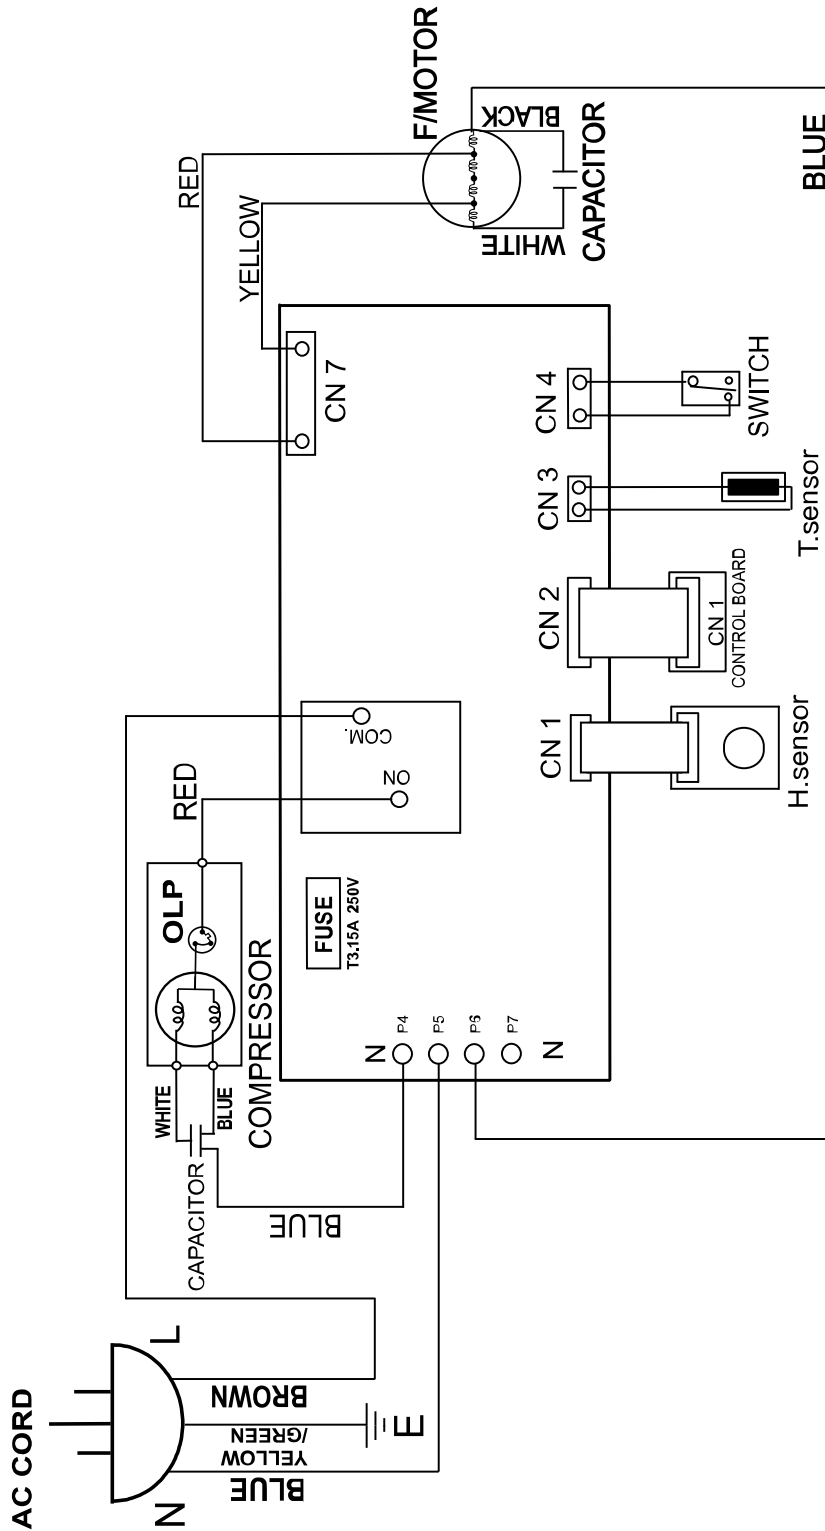 F/MOTOR
BLACK
WHITE
CAPACITOR
BLUE
RED
YELLOW
CN 7
CN 4
SWITCH
CN 3
T.sensor
CN 2
CN 1
CONTROL BOARD
CN 1
H.sensor
COM.
NO
RED
OLP
COMPRESSOR
FUSE
T3.15A 250V
N
P4
P5
P6
P7
N
WHITE
BLUE
CAPACITOR
BLUE
AC CORD
L
BROWN
YELLOW
/GREEN
E
BLUE
N